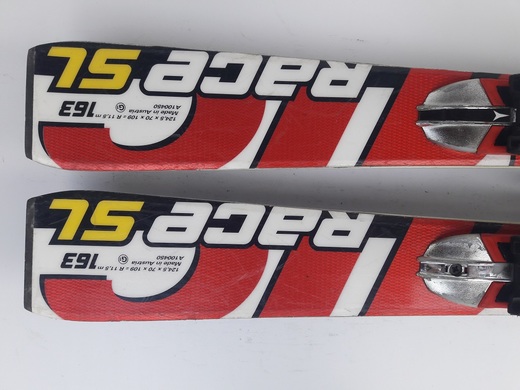 RACE SL
163
124,5 x 70 x 109 = R 11,5 m
Made in Austria G
A100450
RACE SL
163
124,5 x 70 x 109 = R 11,5 m
Made in Austria G
A100450